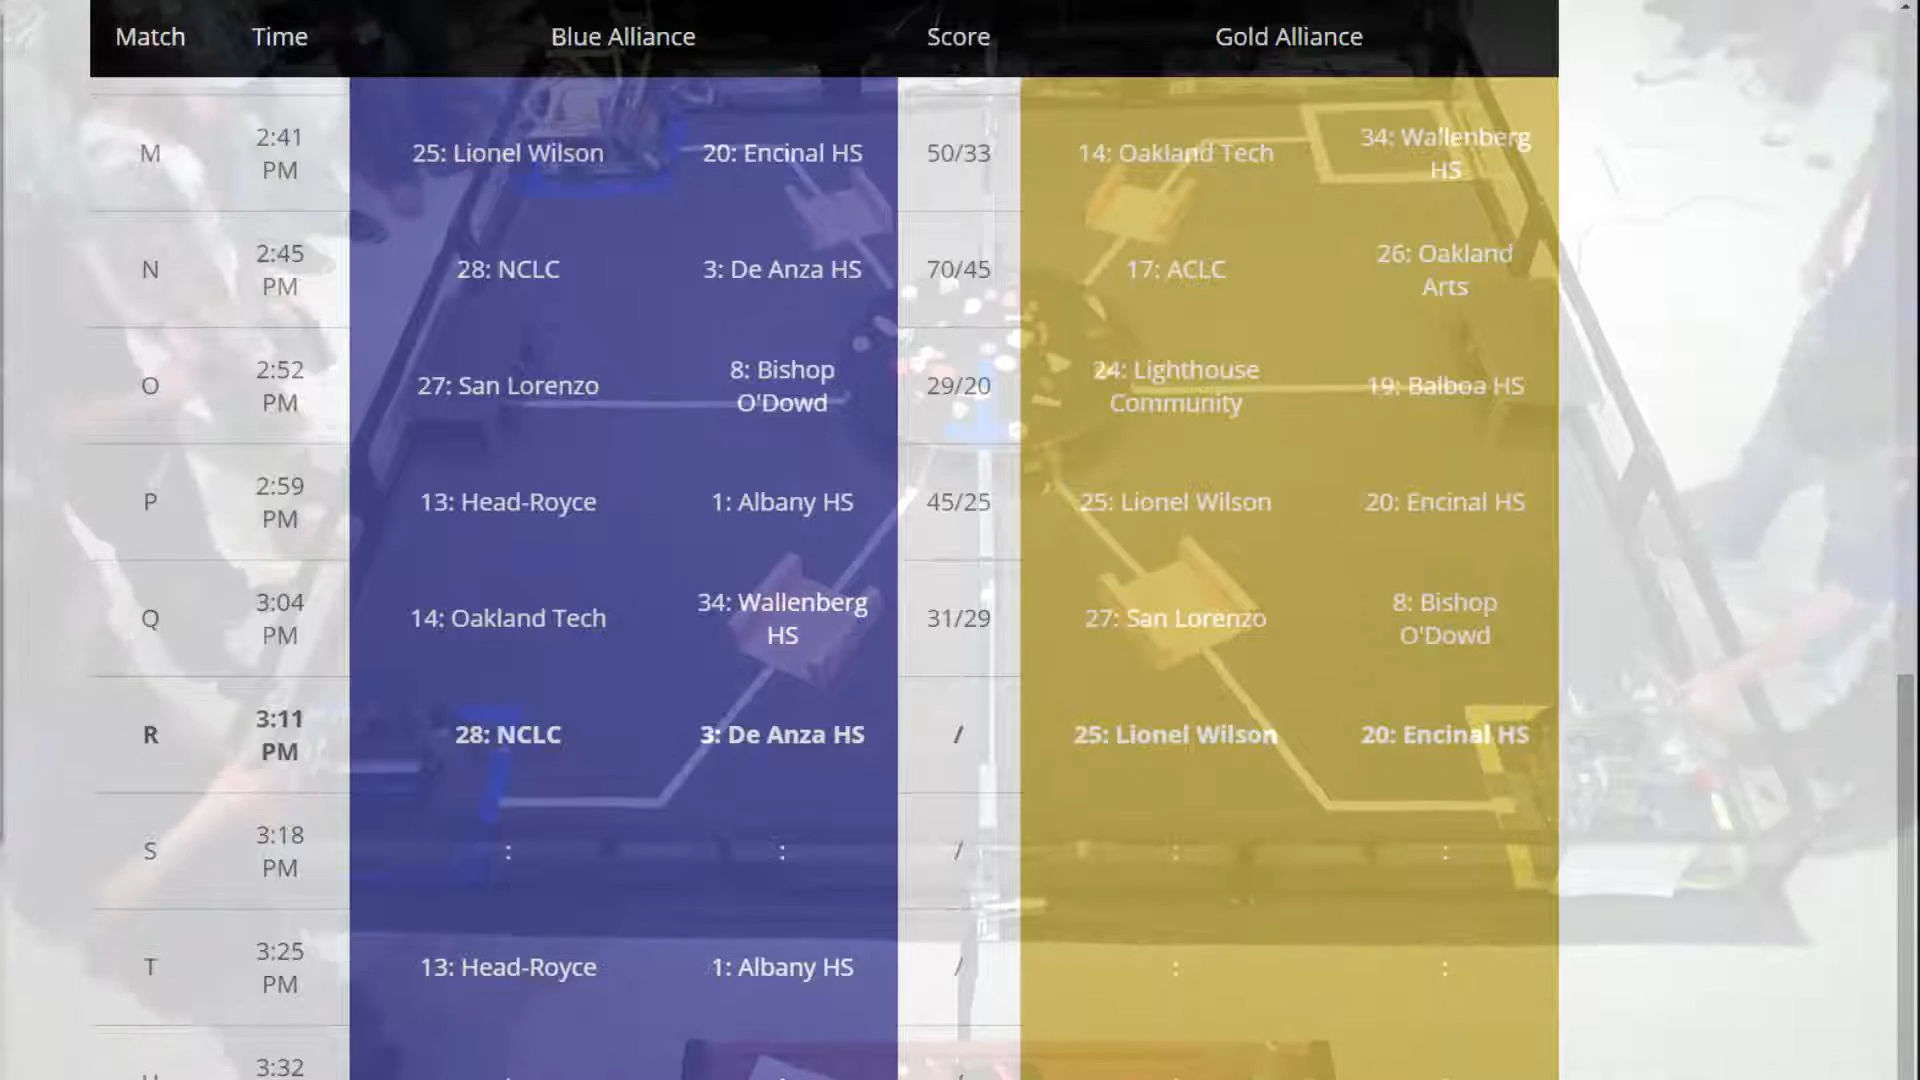 Match Time Blue Alliance Score Gold Alliance
M 2:41 PM 25: Lionel Wilson 20: Encinal HS 50/33 14: Oakland Tech 34: Wallenberg HS
N 2:45 PM 28: NCLC 3: De Anza HS 70/45 17: ACLC 26: Oakland Arts
O 2:52 PM 27: San Lorenzo 8: Bishop O'Dowd 29/20 24: Lighthouse Community 19: Balboa HS
P 2:59 PM 13: Head-Royce 1: Albany HS 45/25 25: Lionel Wilson 20: Encinal HS
Q 3:04 PM 14: Oakland Tech 34: Wallenberg HS 31/29 27: San Lorenzo 8: Bishop O'Dowd
R 3:11 PM 28: NCLC 3: De Anza HS / 25: Lionel Wilson 20: Encinal HS
S 3:18 PM : : / : :
T 3:25 PM 13: Head-Royce 1: Albany HS / : :
3:32